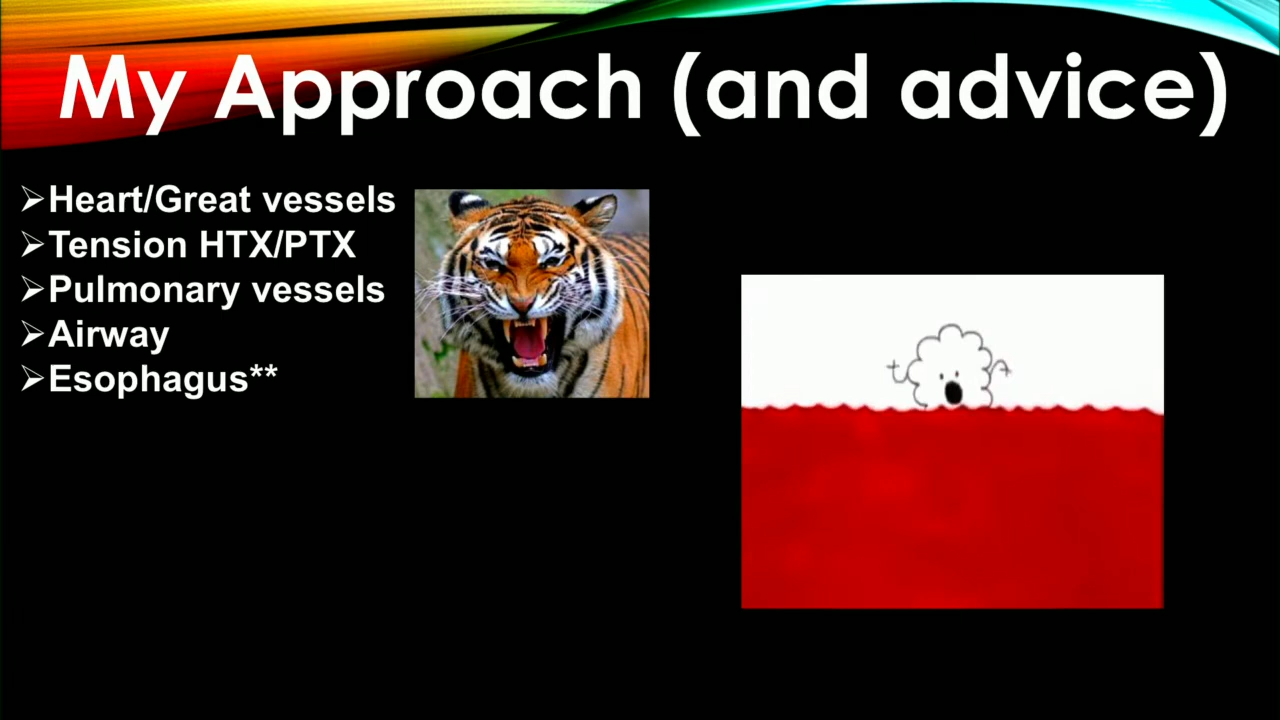 My Approach (and advice)
➢Heart/Great vessels
➢Tension HTX/PTX
➢Pulmonary vessels
➢Airway
➢Esophagus**